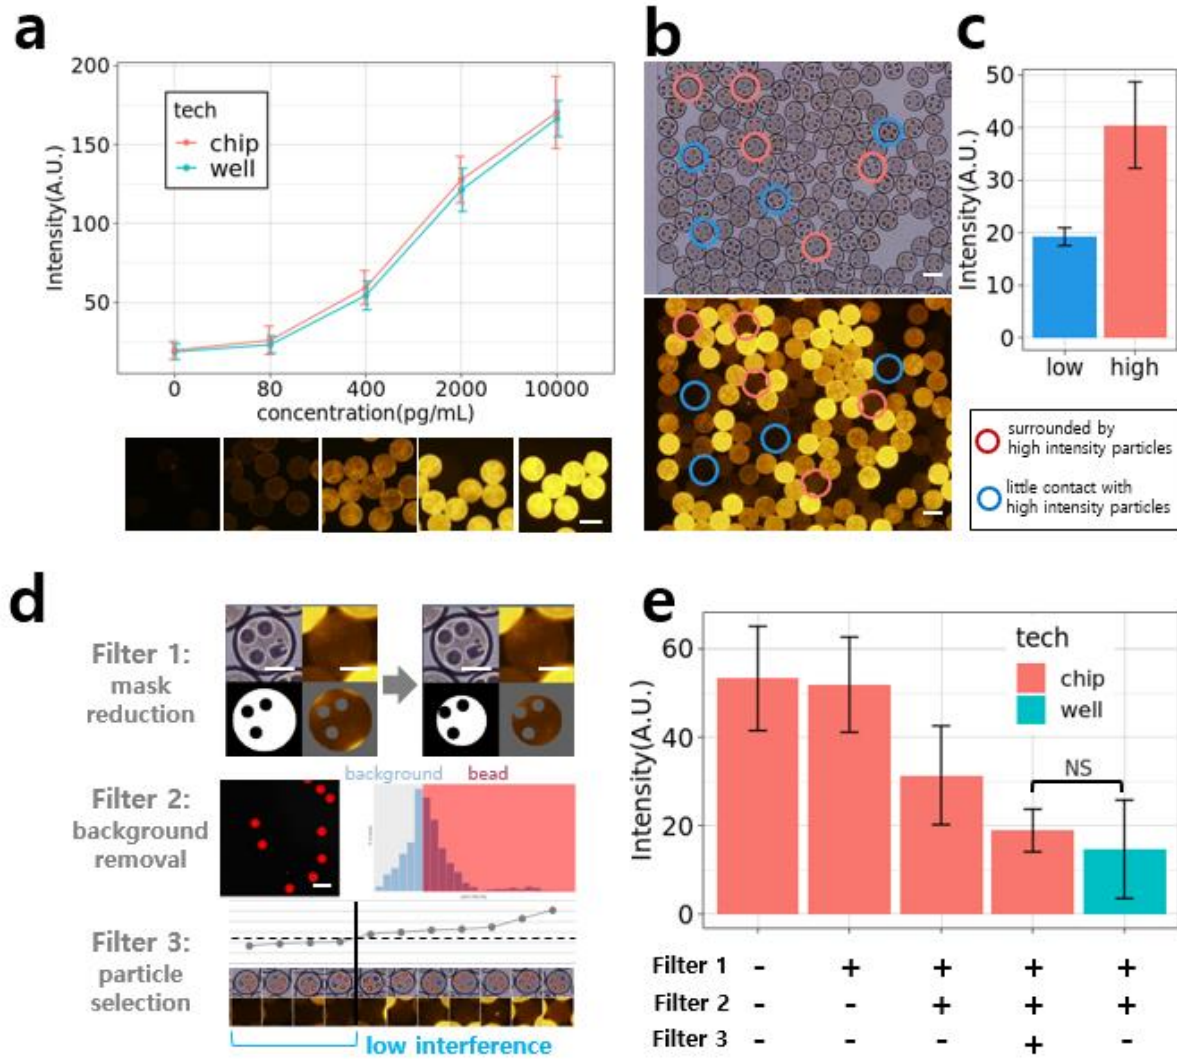 a
Intensity(A.U.)
200
150
100
50
tech
chip
well
0
80
400
2000
10000
concentration(pg/mL)
b
c
Intensity(A.U.)
50
40
30
20
10
0
low
high
surrounded by
high intensity particles
little contact with
high intensity particles
d
Filter 1:
mask
reduction
Filter 2:
background
removal
background
bead
Filter 3:
particle
selection
low interference
e
Intensity(A.U.)
60
40
20
0
tech
chip
well
NS
Filter 1 - + + + +
Filter 2 - - + + +
Filter 3 - - - + -